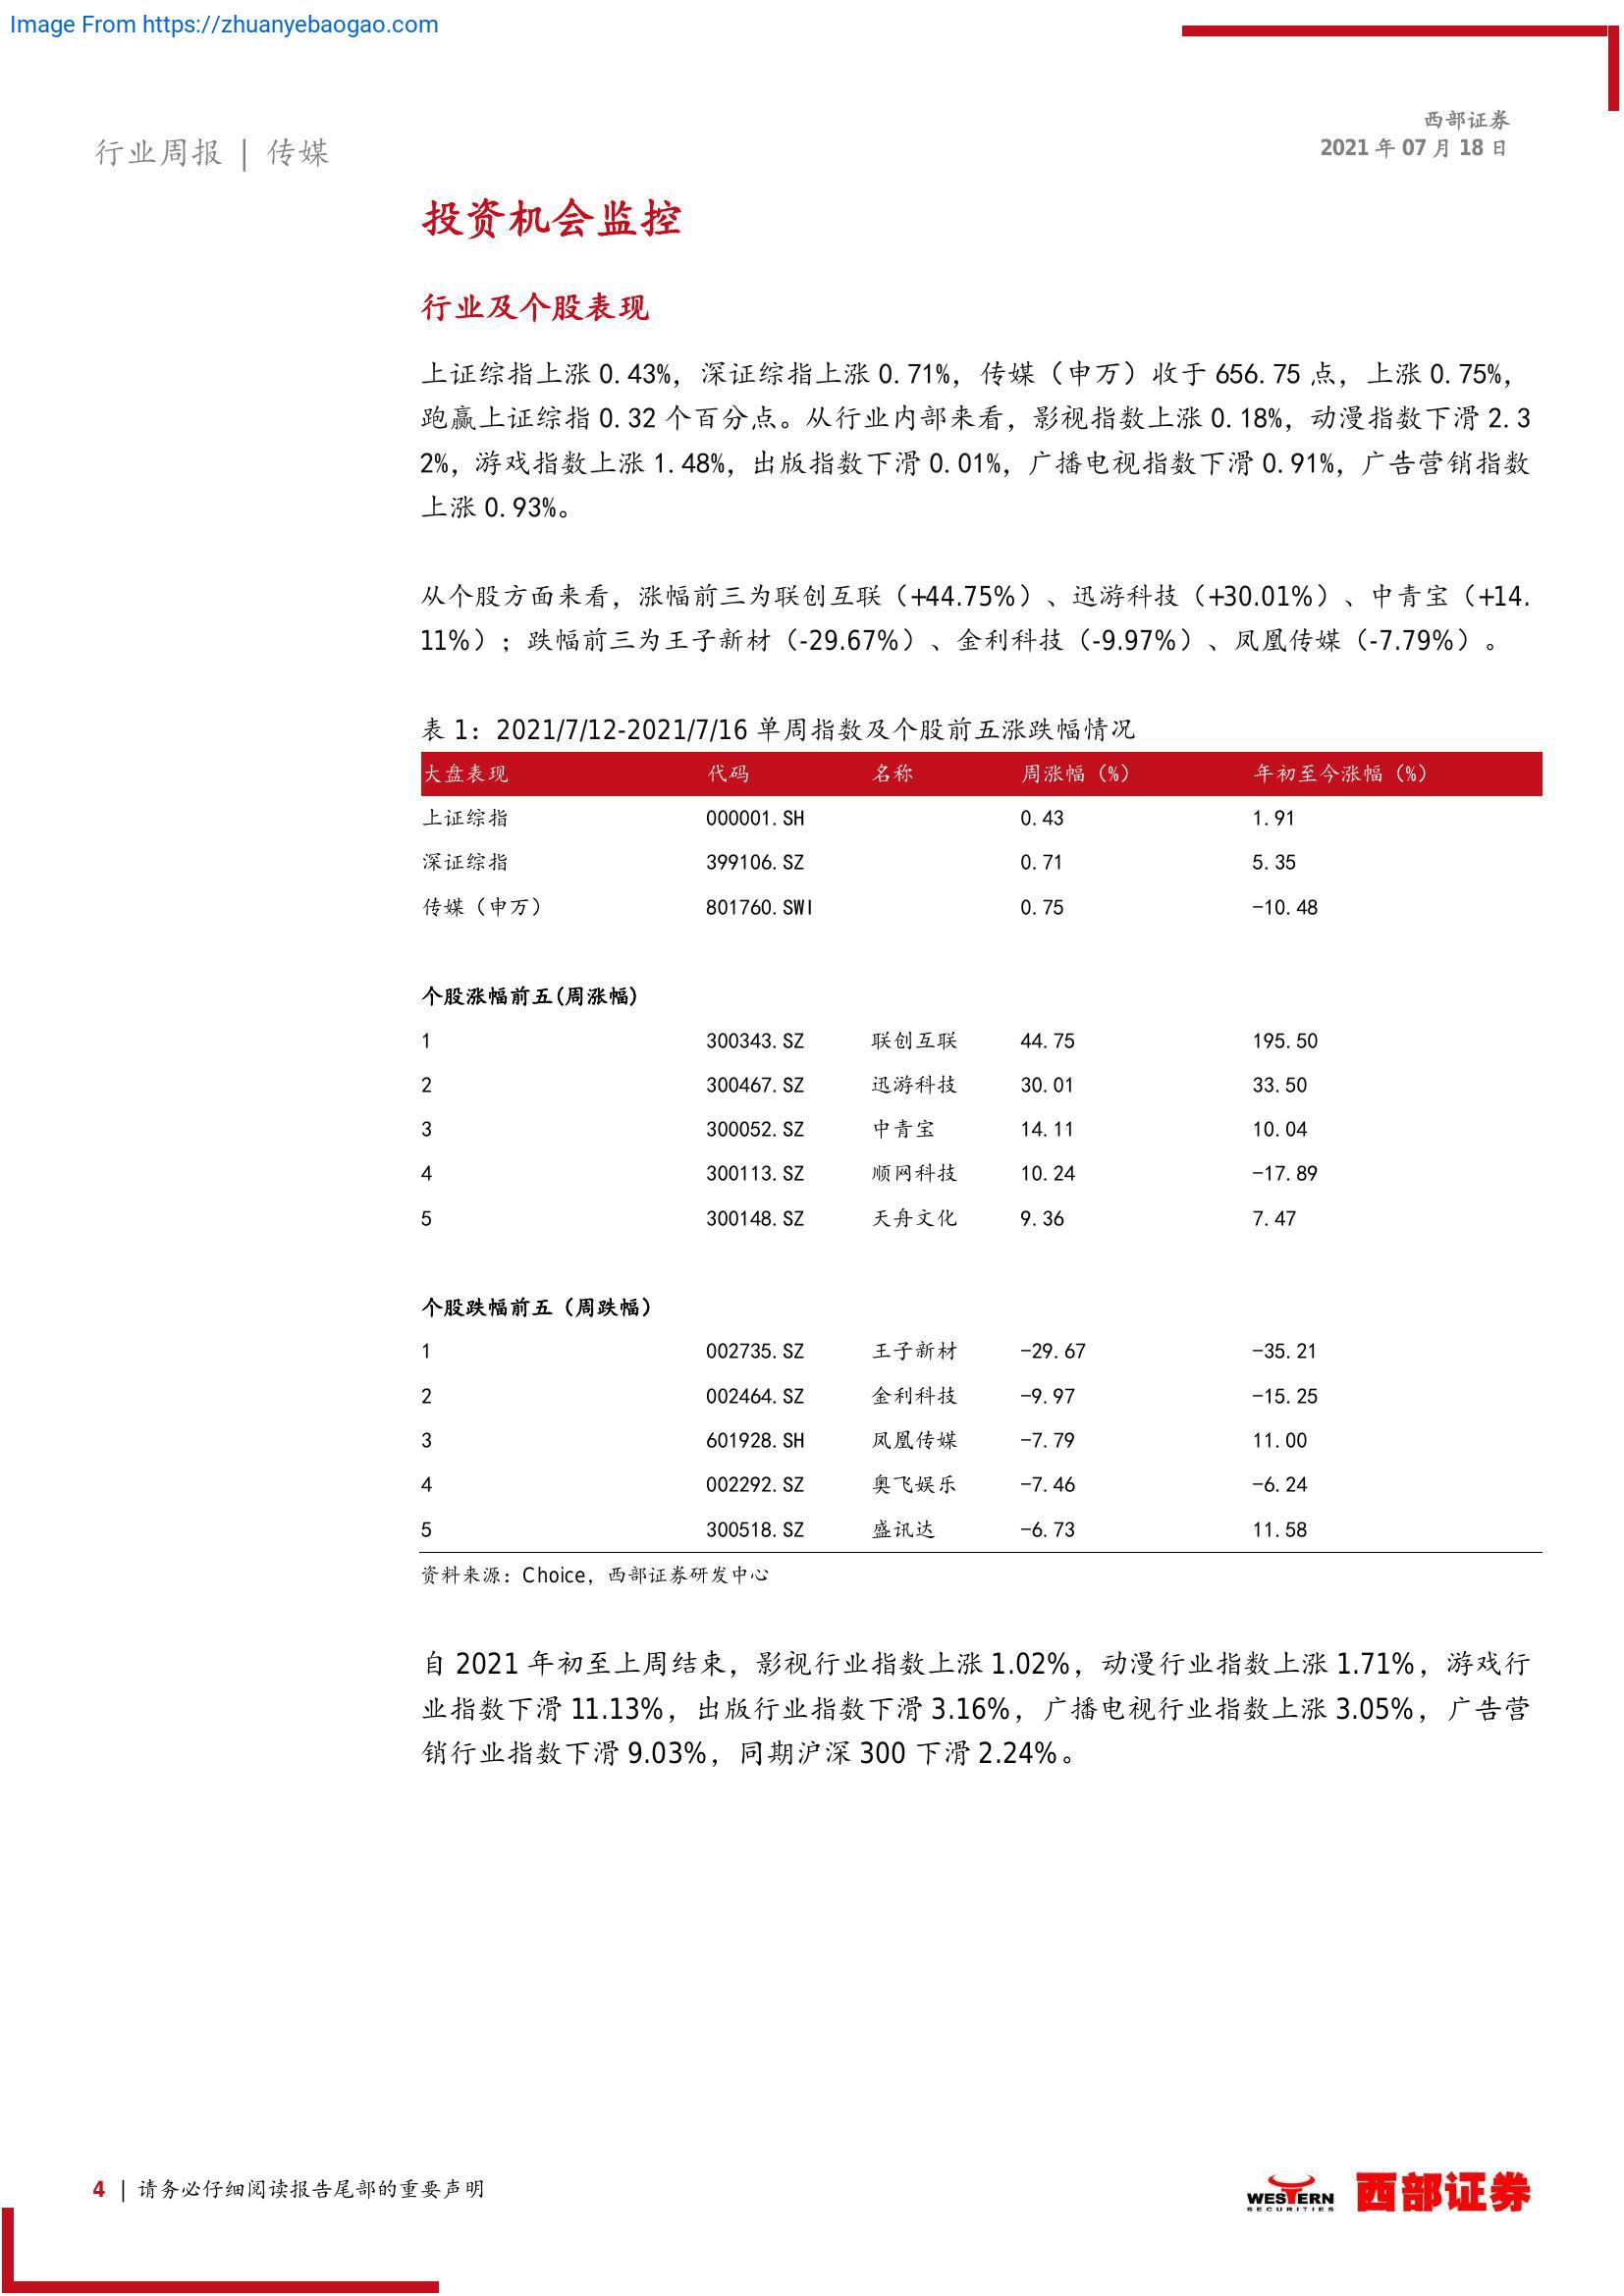 Image From https://zhuanyebaogao.com
西部证券
2021 年 07 月 18 日
行业周报 | 传媒
投资机会监控
行业及个股表现
上证综指上涨 0.43%，深证综指上涨 0.71%，传媒（申万）收于 656.75 点，上涨 0.75%，
跑赢上证综指 0.32 个百分点。从行业内部来看，影视指数上涨 0.18%，动漫指数下滑 2.3
2%，游戏指数上涨 1.48%，出版指数下滑 0.01%，广播电视指数下滑 0.91%，广告营销指数
上涨 0.93%。
从个股方面来看，涨幅前三为联创互联（+44.75%）、迅游科技（+30.01%）、中青宝（+14.
11%）；跌幅前三为王子新材（-29.67%）、金利科技（-9.97%）、凤凰传媒（-7.79%）。
表 1：2021/7/12-2021/7/16 单周指数及个股前五涨跌幅情况
大盘表现 代码 名称 周涨幅（%） 年初至今涨幅（%）
上证综指 000001.SH 0.43 1.91
深证综指 399106.SZ 0.71 5.35
传媒（申万） 801760.SWI 0.75 -10.48
个股涨幅前五(周涨幅)
1 300343.SZ 联创互联 44.75 195.50
2 300467.SZ 迅游科技 30.01 33.50
3 300052.SZ 中青宝 14.11 10.04
4 300113.SZ 顺网科技 10.24 -17.89
5 300148.SZ 天舟文化 9.36 7.47
个股跌幅前五（周跌幅）
1 002735.SZ 王子新材 -29.67 -35.21
2 002464.SZ 金利科技 -9.97 -15.25
3 601928.SH 凤凰传媒 -7.79 11.00
4 002292.SZ 奥飞娱乐 -7.46 -6.24
5 300518.SZ 盛讯达 -6.73 11.58
资料来源：Choice，西部证券研发中心
自 2021 年初至上周结束，影视行业指数上涨 1.02%，动漫行业指数上涨 1.71%，游戏行
业指数下滑 11.13%，出版行业指数下滑 3.16%，广播电视行业指数上涨 3.05%，广告营
销行业指数下滑 9.03%，同期沪深 300 下滑 2.24%。
4 | 请务必仔细阅读报告尾部的重要声明
WESTERN
SECURITIES
西部证券